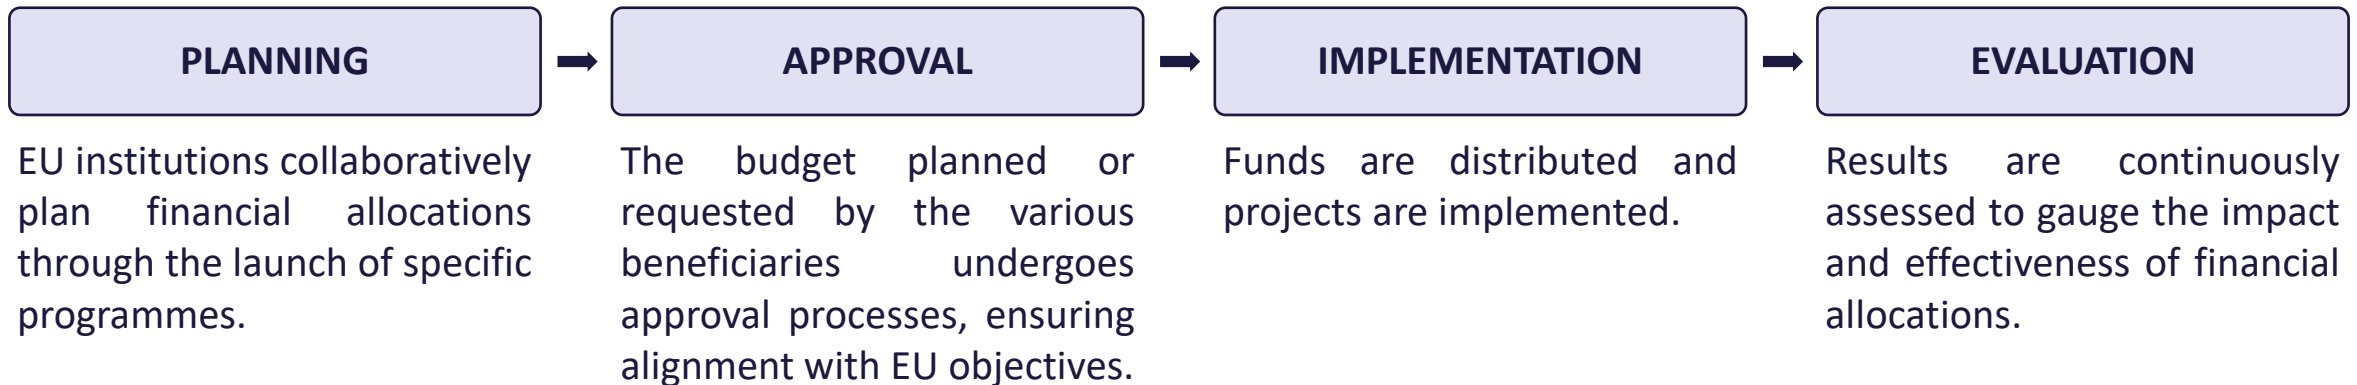 PLANNING
EU institutions collaboratively
plan financial allocations
through the launch of specific
programmes.
APPROVAL
The budget planned or
requested by the various
beneficiaries undergoes
approval processes, ensuring
alignment with EU objectives.
IMPLEMENTATION
Funds are distributed and
projects are implemented.
EVALUATION
Results are continuously
assessed to gauge the impact
and effectiveness of financial
allocations.